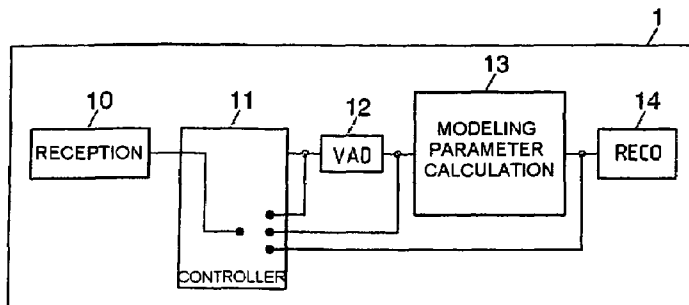 1
10
11
12
13
14
RECEPTION
VAD
MODELING
PARAMETER
CALCULATION
RECO
CONTROLLER